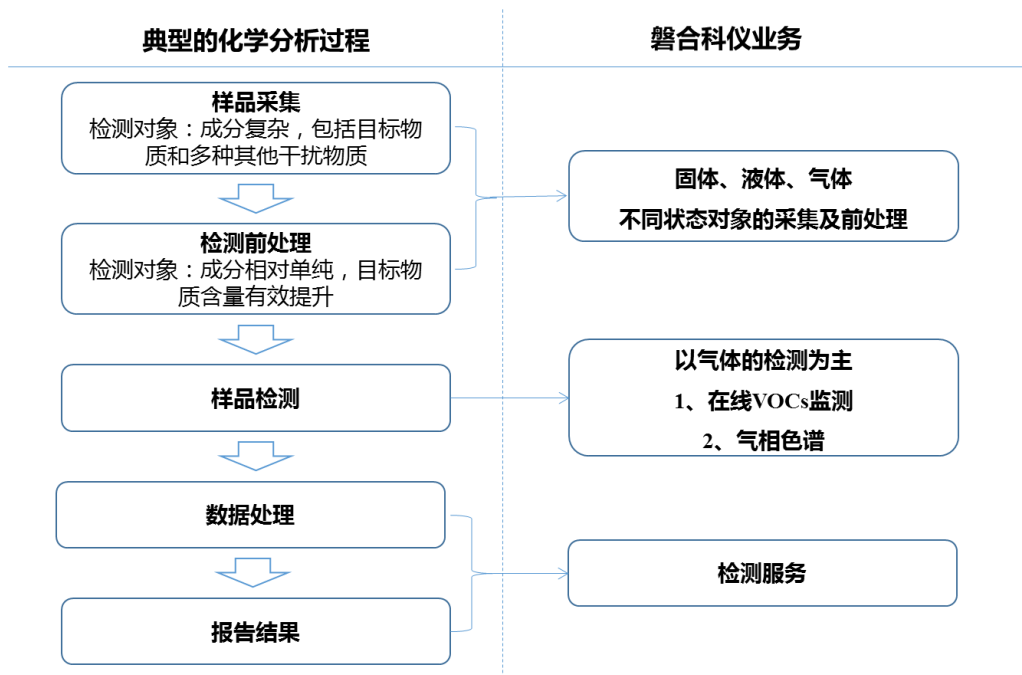 典型的化学分析过程
磐合科仪业务
样品采集
检测对象：成分复杂，包括目标物
质和多种其他干扰物质
检测前处理
检测对象：成分相对单纯，目标物
质含量有效提升
固体、液体、气体
不同状态对象的采集及前处理
样品检测
以气体的检测为主
1、在线VOCs监测
2、气相色谱
数据处理
报告结果
检测服务